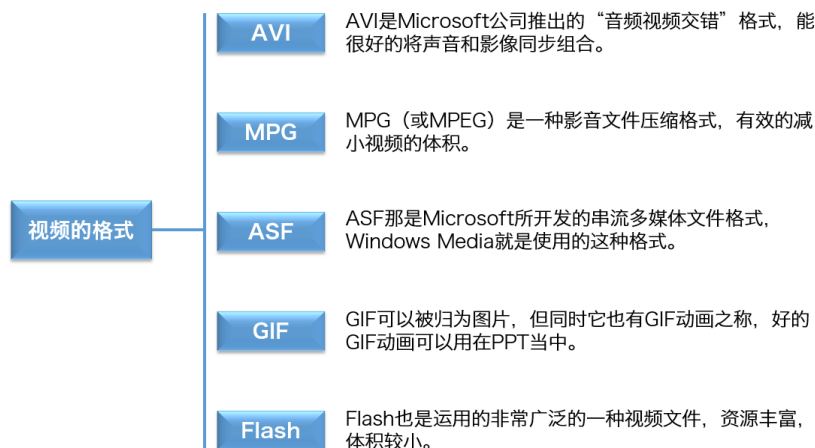 AVI
AVI是Microsoft公司推出的“音频视频交错”格式，能
很好的将声音和影像同步组合。
MPG
MPG（或MPEG）是一种影音文件压缩格式，有效的减
小视频的体积。
视频的格式
ASF
ASF那是Microsoft所开发的串流多媒体文件格式，
Windows Media就是使用的这种格式。
GIF
GIF可以被归为图片，但同时它也有GIF动画之称，好的
GIF动画可以用在PPT当中。
Flash
Flash也是运用的非常广泛的一种视频文件，资源丰富，
体积较小。